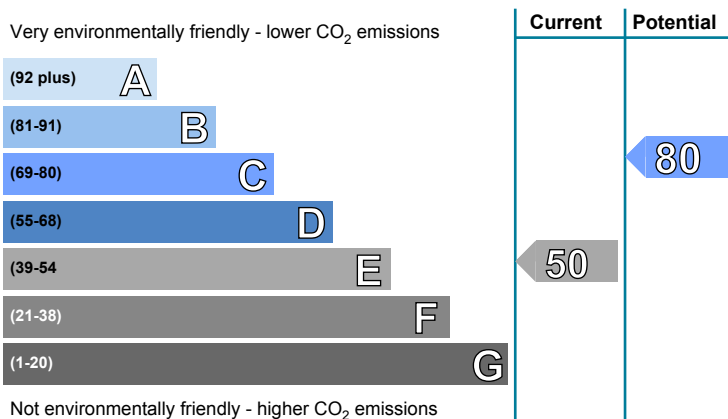 Current Potential
Very environmentally friendly - lower CO2 emissions
(92 plus) A
(81-91) B
(69-80) C
80
(55-68) D
(39-54 E
50
(21-38) F
(1-20) G
Not environmentally friendly - higher CO2 emissions